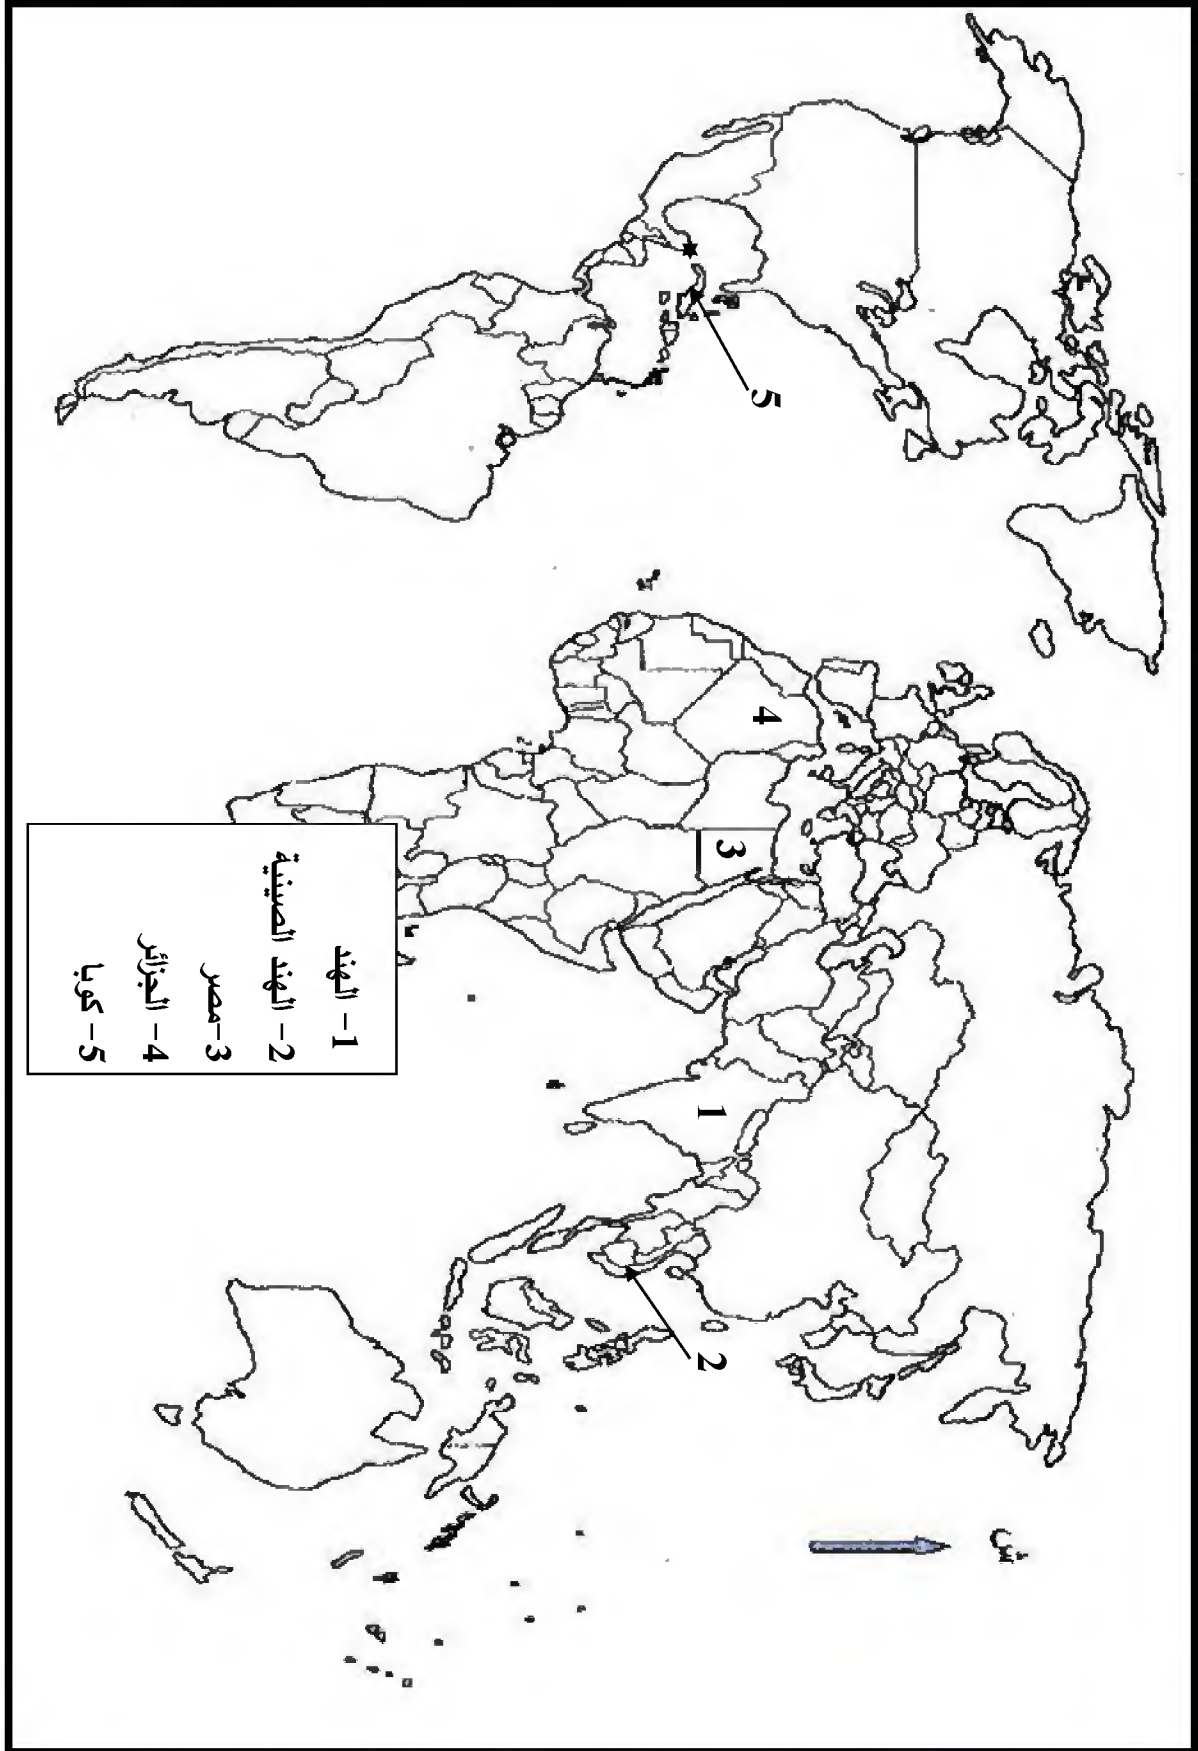 ش
5
4
3
1
2
1- الهند
2- الهند الصينية
3-مصر
4- الجزائر
5- كوبا